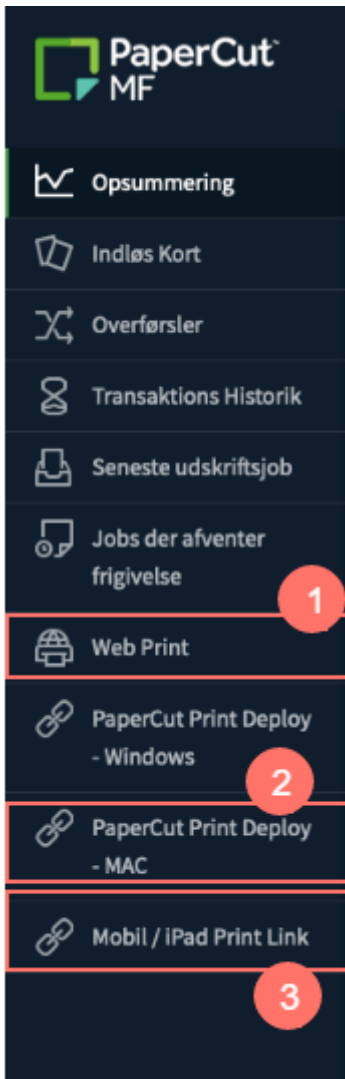 PaperCut™
MF
Opsummering
Indløs Kort
Overførsler
Transaktions Historik
Seneste udskriftsjob
Jobs der afventer
frigivelse
1
Web Print
PaperCut Print Deploy
- Windows
2
PaperCut Print Deploy
- MAC
Mobil / iPad Print Link
3